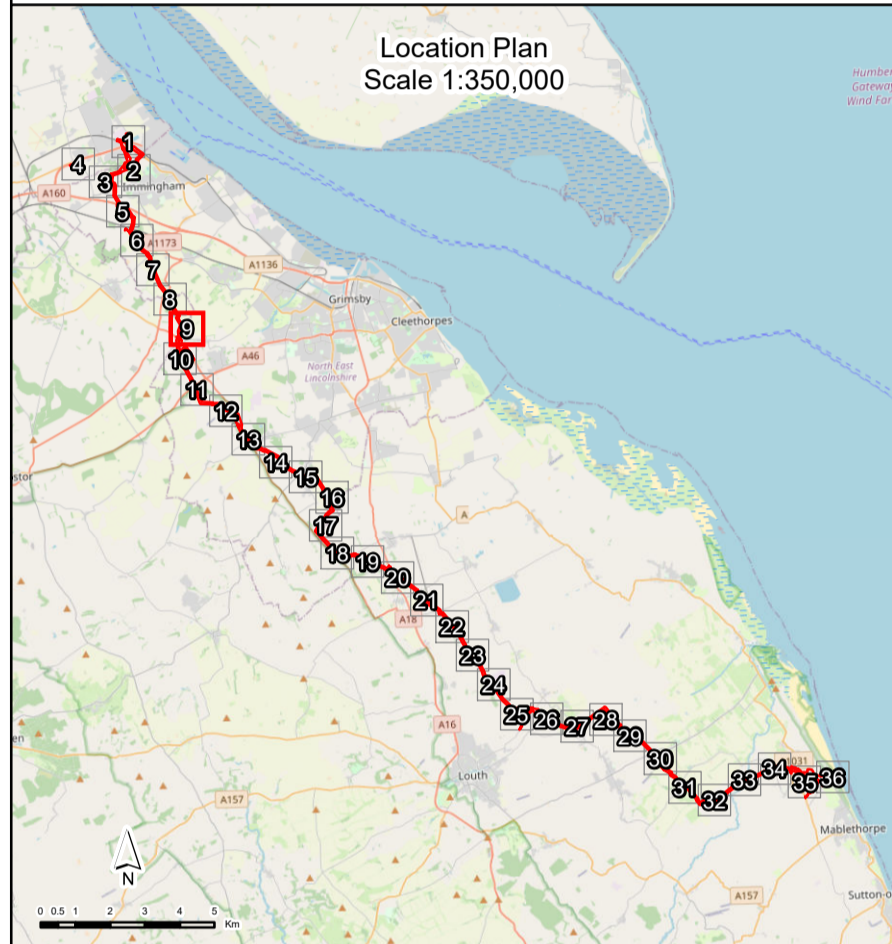 Location Plan
Scale 1:350,000
Humber
Gateway
Wind Far
1
4
2
3
Immingham
A160
5
6
A1173
7
A1136
8
Grimsby
9
Cleethorpes
10
A46
North East
Lincolnshire
11
12
13
14
15
stor
16
A
17
18
19
20
21
A18
22
23
24
25
26
27
28
A16
29
en
30
1031
34
36
Louth
33
35
31
32
A157
Mablethorpe
N
A157
Sutton-o
0 0.5 1 2 3 4 5
Km